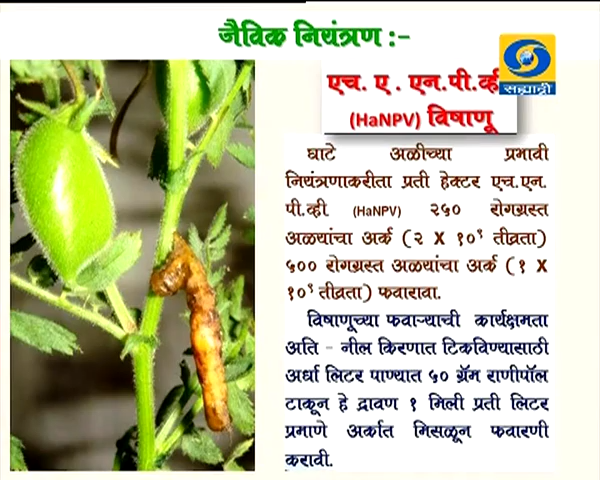 जैविक नियंत्रण :-
सह्याद्री
एच. ए . एन.पी.व्ही
(HaNPV) विषाणू
घाटे अळीच्या प्रभावी
नियंत्रणाकरीता प्रती हेक्टर एच.एन.
पी.व्ही (HaNPV) २५० रोगग्रस्त
अळयांचा अर्क (२ X १०⁹ तीव्रता)
५०० रोगग्रस्त अळयांचा अर्क (१ X
१०⁹ तीव्रता) फवारावा.
विषाणूच्या फवाऱ्याची कार्यक्षमता
अति - नील किरणात टिकविण्यासाठी
अर्धा लिटर पाण्यात ५० ग्रॅम राणीपॉल
टाकून हे द्रावण १ मिली प्रती लिटर
प्रमाणे अर्कात मिसळून फवारणी
करावी.